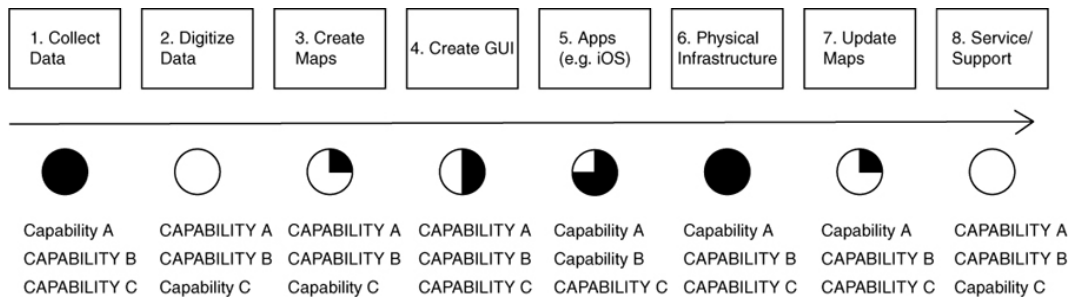 1. Collect
Data
2. Digitize
Data
3. Create
Maps
4. Create GUI
5. Apps
(e.g. iOS)
6. Physical
Infrastructure
7. Update
Maps
8. Service/
Support
Capability A
CAPABILITY B
CAPABILITY C
CAPABILITY A
CAPABILITY B
Capability C
CAPABILITY A
CAPABILITY B
Capability C
CAPABILITY A
CAPABILITY B
CAPABILITY C
Capability A
Capability B
CAPABILITY C
Capability A
CAPABILITY B
CAPABILITY C
Capability A
CAPABILITY B
CAPABILITY C
CAPABILITY A
CAPABILITY B
Capability C